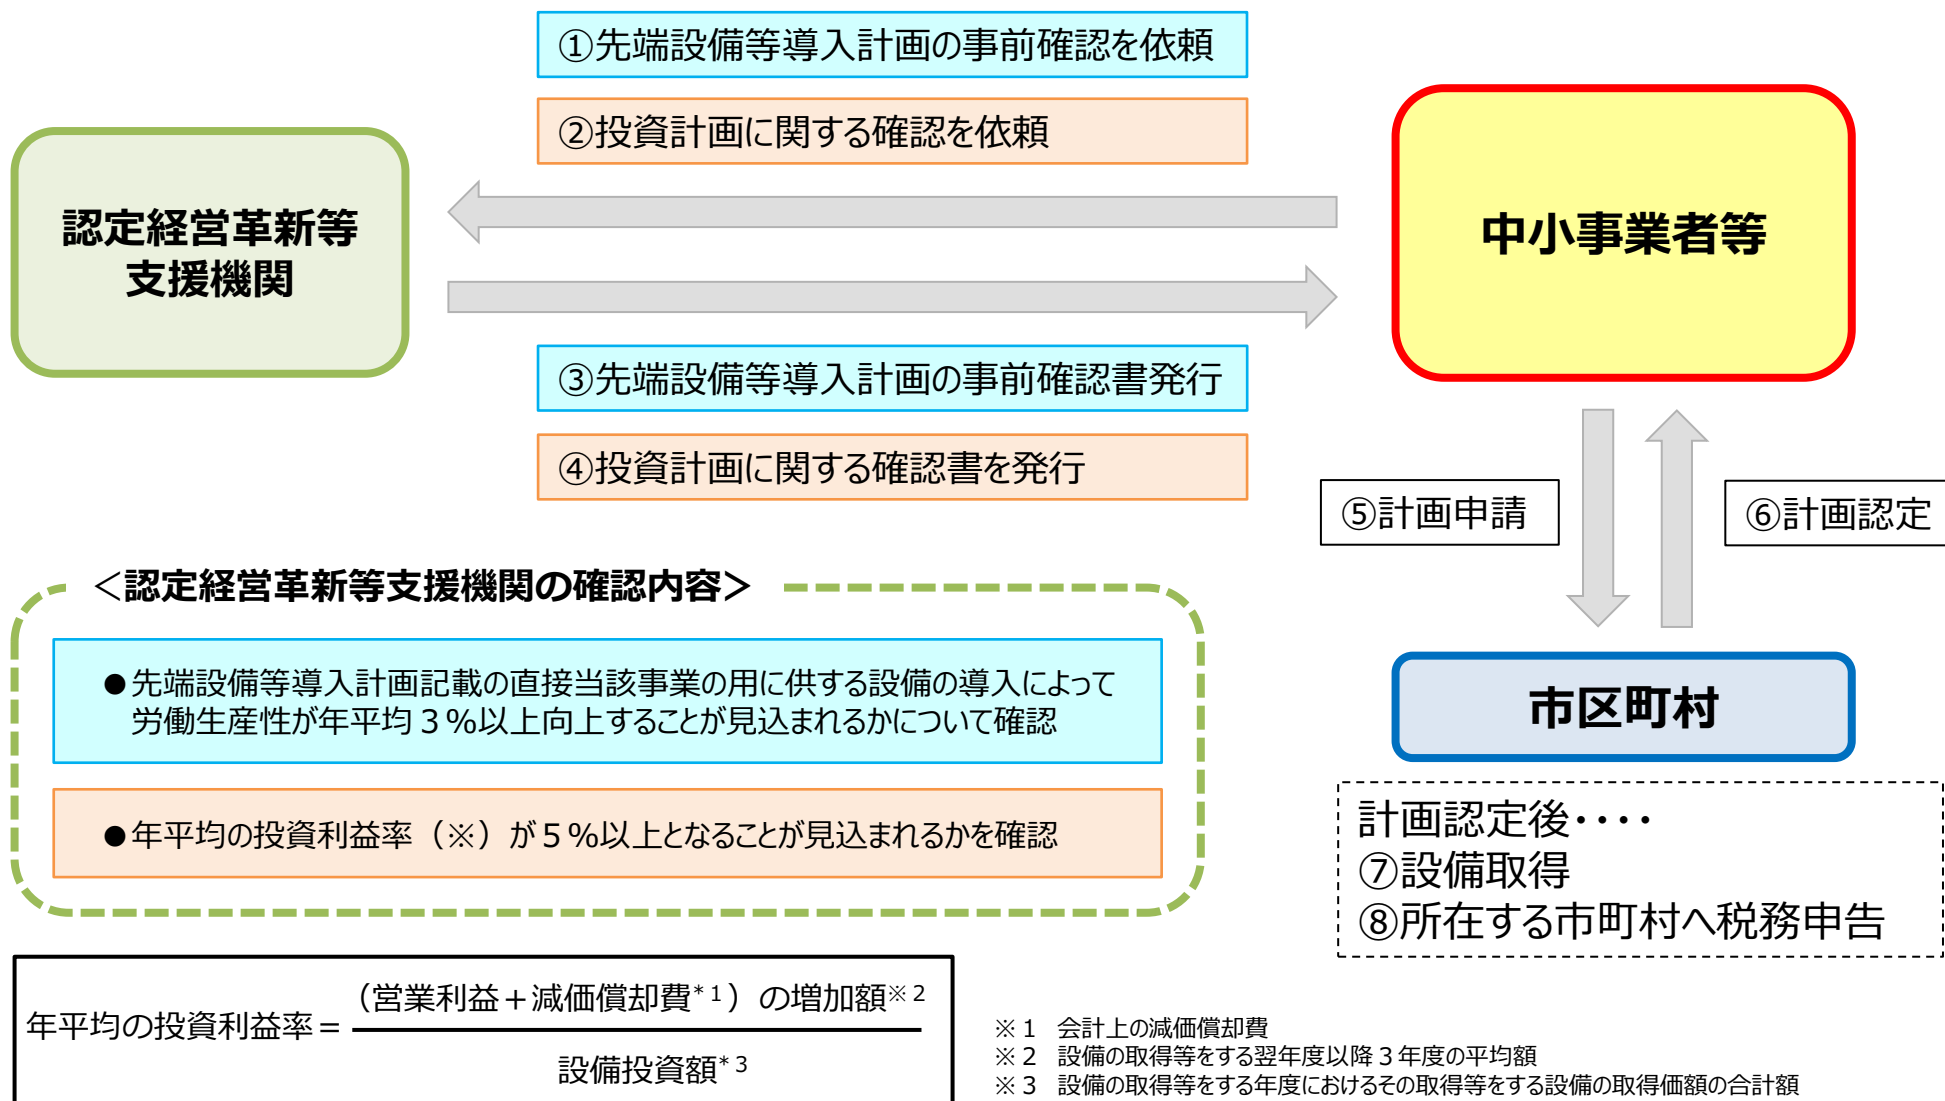 ①先端設備等導入計画の事前確認を依頼
②投資計画に関する確認を依頼
認定経営革新等
支援機関
中小事業者等
③先端設備等導入計画の事前確認書発行
④投資計画に関する確認書を発行
⑤計画申請
⑥計画認定
<認定経営革新等支援機関の確認内容>
●先端設備等導入計画記載の直接当該事業の用に供する設備の導入によって
労働生産性が年平均３％以上向上することが見込まれるかについて確認
●年平均の投資利益率（※）が５％以上となることが見込まれるかを確認
市区町村
計画認定後・・・・
⑦設備取得
⑧所在する市町村へ税務申告
（営業利益＋減価償却費*1）の増加額※2
年平均の投資利益率＝
設備投資額*3
※１　会計上の減価償却費
※２　設備の取得等をする翌年度以降３年度の平均額
※３　設備の取得等をする年度におけるその取得等をする設備の取得価額の合計額